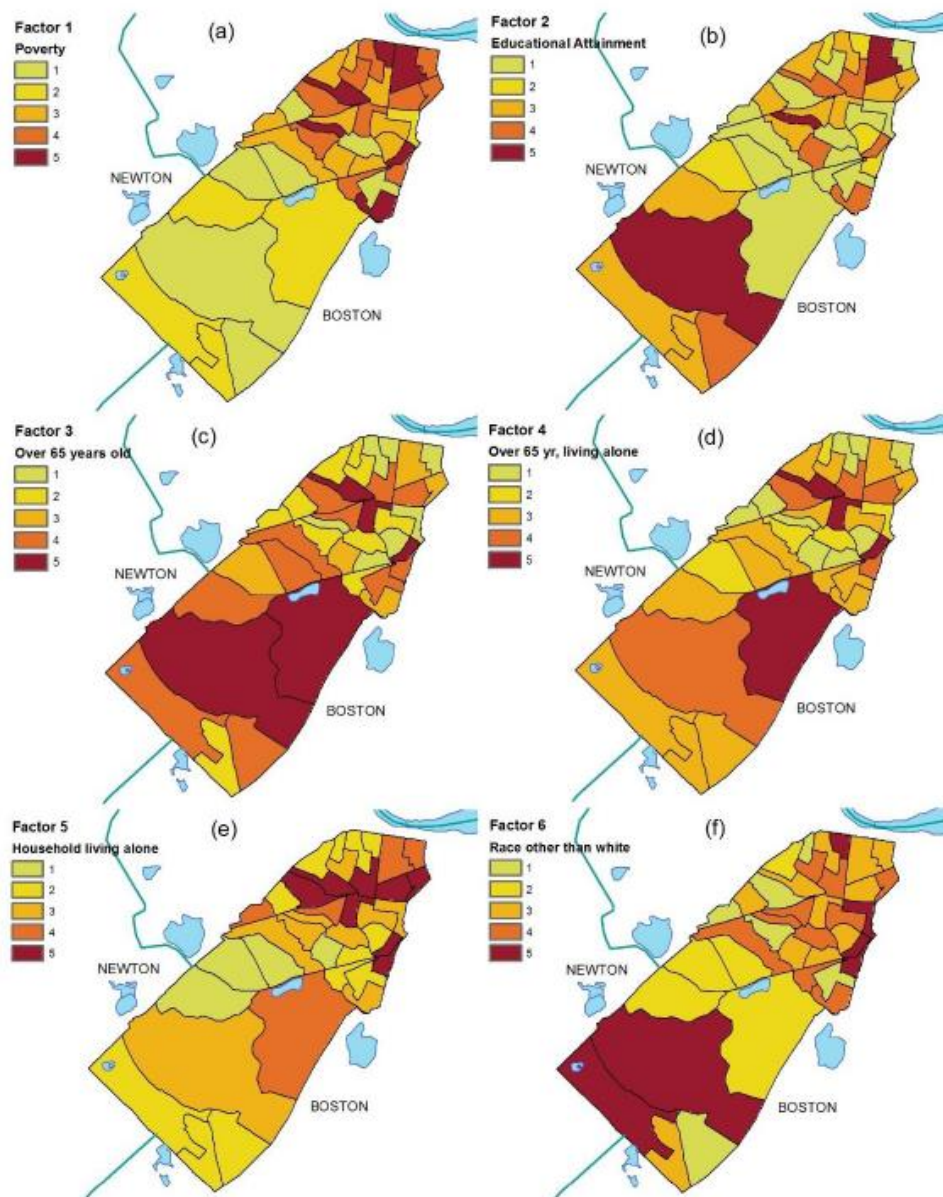 Factor 1
(a)
Poverty
1
2
3
4
5
NEWTON
BOSTON
Factor 2
(b)
Educational Attainment
1
2
3
4
5
NEWTON
BOSTON
Factor 3
(c)
Over 65 years old
1
2
3
4
5
NEWTON
BOSTON
Factor 4
(d)
Over 65 yr, living alone
1
2
3
4
5
NEWTON
BOSTON
Factor 5
(e)
Household living alone
1
2
3
4
5
NEWTON
BOSTON
Factor 6
(f)
Race other than white
1
2
3
4
5
NEWTON
BOSTON